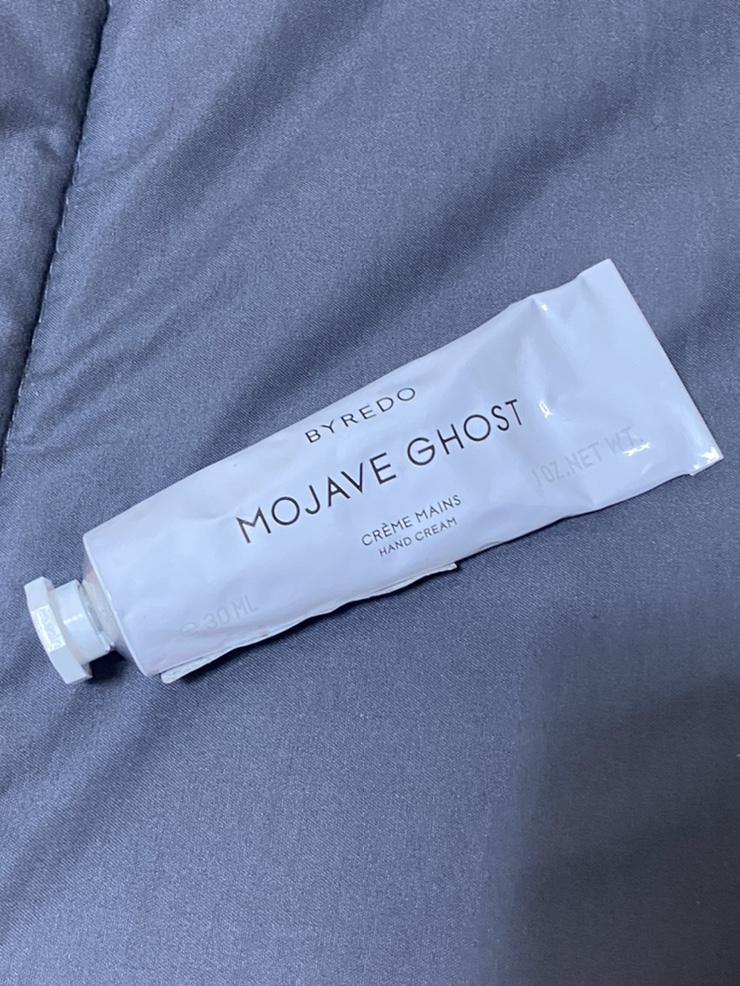 BYREDO
MOJAVE GHOST
CRÈME MAINS
HAND CREAM
30 ML
1 OZ.NET WT.